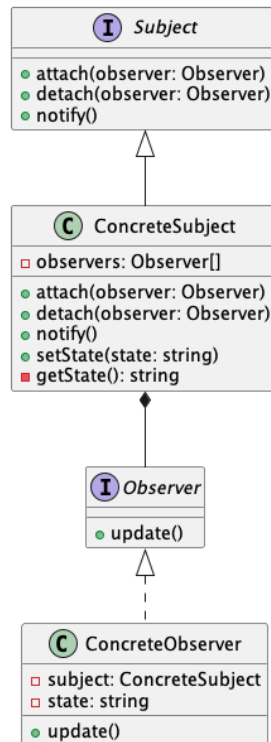 I Subject
attach(observer: Observer)
detach(observer: Observer)
notify()
C ConcreteSubject
observers: Observer[]
attach(observer: Observer)
detach(observer: Observer)
notify()
setState(state: string)
getState(): string
I Observer
update()
C ConcreteObserver
subject: ConcreteSubject
state: string
update()